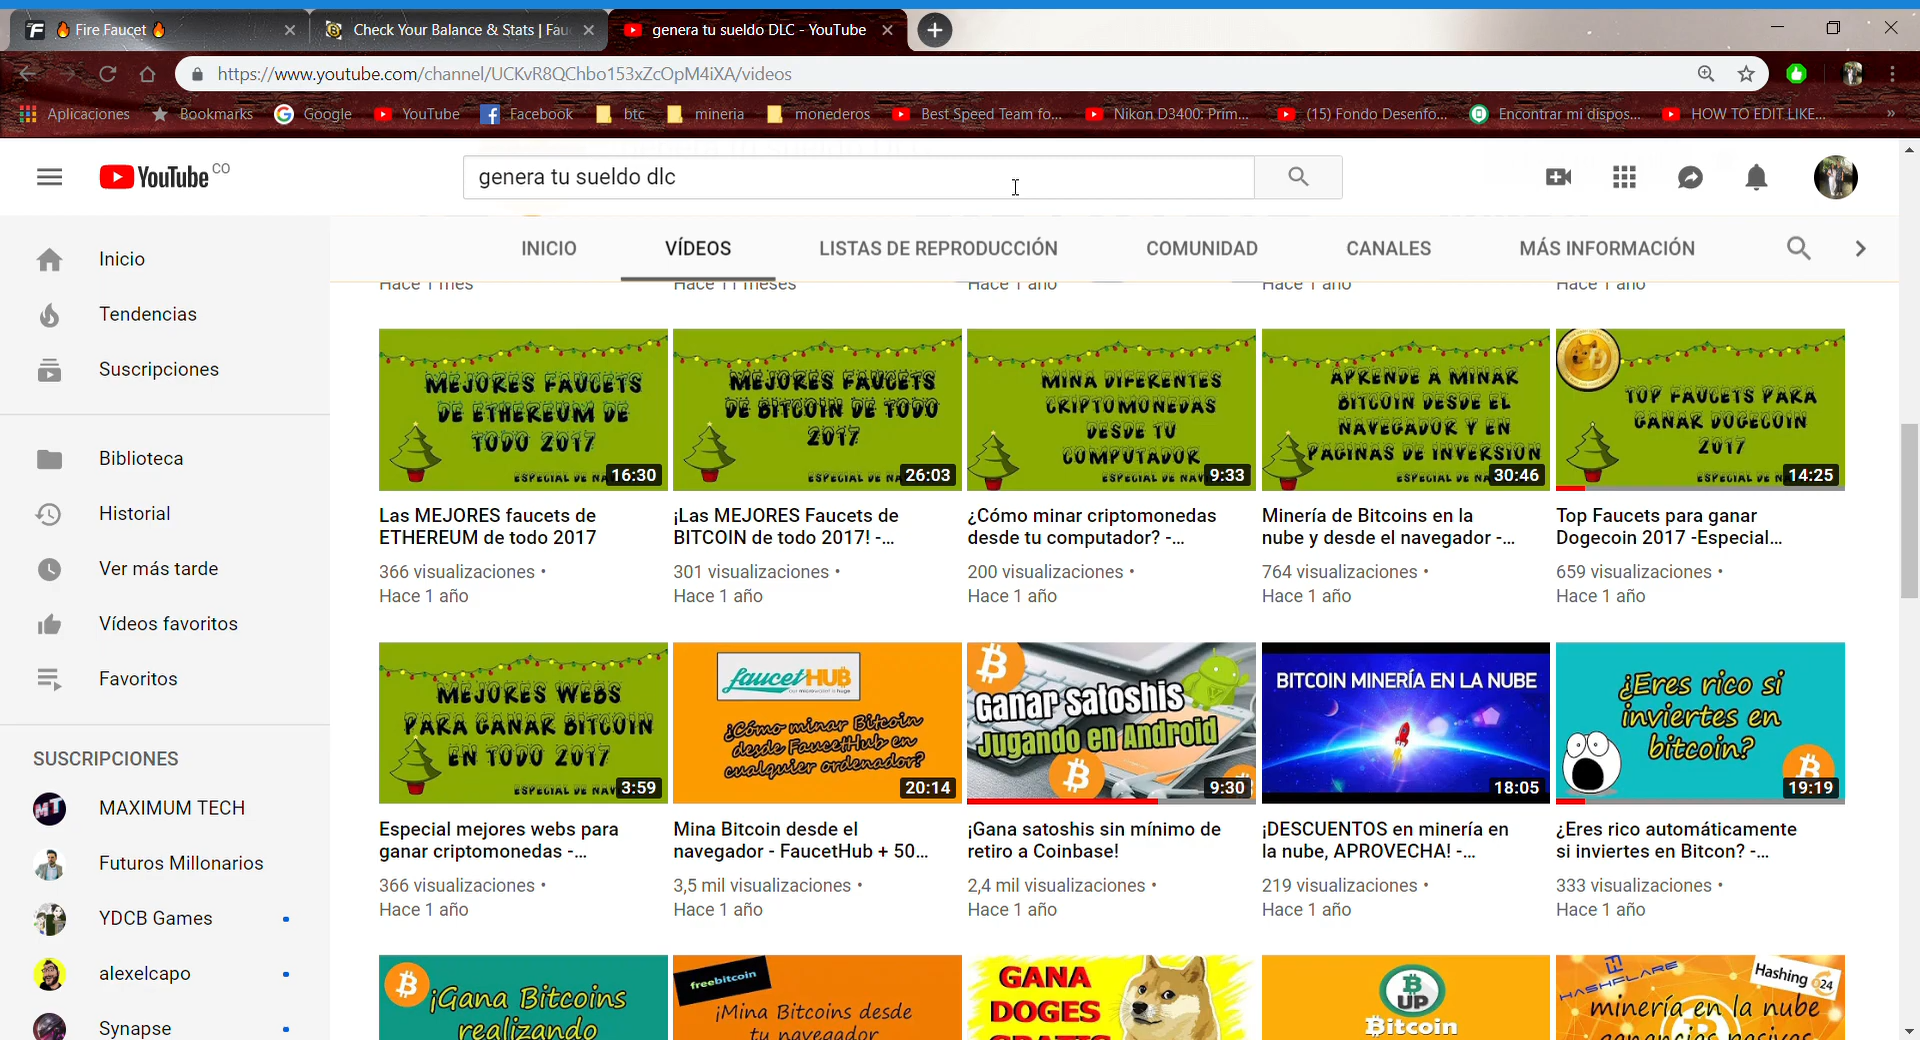 Fire Faucet
Check Your Balance & Stats | Fau
genera tu sueldo DLC - YouTube
https://www.youtube.com/channel/UCKvR8QChbo153xZcOpM4iXA/videos
Aplicaciones
Bookmarks
Google
YouTube
Facebook
btc
mineria
monederos
Best Speed Team fo...
Nikon D3400: Prim...
(15) Fondo Desenfo...
Encontrar mi dispos...
HOW TO EDIT LIKE...
YouTube CO
genera tu sueldo dlc
INICIO
VÍDEOS
LISTAS DE REPRODUCCIÓN
COMUNIDAD
CANALES
MÁS INFORMACIÓN
Inicio
Tendencias
Suscripciones
Biblioteca
Historial
Ver más tarde
Vídeos favoritos
Favoritos
SUSCRIPCIONES
MAXIMUM TECH
Futuros Millonarios
YDCB Games
alexelcapo
Synapse
Hace 1 mes
Hace 11 meses
Hace 1 año
Hace 1 año
Hace 1 año
MEJORES FAUCETS
DE ETHEREUM DE
TODO 2017
ESPECIAL DE NA
16:30
Las MEJORES faucets de
ETHEREUM de todo 2017
366 visualizaciones •
Hace 1 año
MEJORES FAUCETS
DE BITCOIN DE TODO
2017
ESPECIAL DE NA
26:03
¡Las MEJORES Faucets de
BITCOIN de todo 2017! -...
301 visualizaciones •
Hace 1 año
MINA DIFERENTES
CRIPTOMONEDAS
DESDE TU
COMPUTADOR
ESPECIAL DE NAV
9:33
¿Cómo minar criptomonedas
desde tu computador? -...
200 visualizaciones •
Hace 1 año
APRENDE A MINAR
BITCOIN DESDE EL
NAVEGADOR Y EN
PAGINAS DE INVERSION
ESPECIAL DE NA
30:46
Minería de Bitcoins en la
nube y desde el navegador -...
764 visualizaciones •
Hace 1 año
TOP FAUCETS PARA
GANAR DOGECOIN
2017
ESPECIAL DE N
14:25
Top Faucets para ganar
Dogecoin 2017 -Especial...
659 visualizaciones •
Hace 1 año
MEJORES WEBS
PARA GANAR BITCOIN
EN TODO 2017
ESPECIAL DE NAV
3:59
Especial mejores webs para
ganar criptomonedas -...
366 visualizaciones •
Hace 1 año
faucetHUB
¿Cómo minar Bitcoin
desde FaucetHub en
cualquier ordenador?
20:14
Mina Bitcoin desde el
navegador - FaucetHub + 50...
3,5 mil visualizaciones •
Hace 1 año
Ganar satoshis
Jugando en Android
9:30
¡Gana satoshis sin mínimo de
retiro a Coinbase!
2,4 mil visualizaciones •
Hace 1 año
BITCOIN MINERÍA EN LA NUBE
18:05
¡DESCUENTOS en minería en
la nube, APROVECHA! -...
219 visualizaciones •
Hace 1 año
¿Eres rico si
inviertes en
bitcoin?
19:19
¿Eres rico automáticamente
si inviertes en Bitcon? -...
333 visualizaciones •
Hace 1 año
¡Gana Bitcoins
realizando
freebitcoin
¡Mina Bitcoins desde
tu navegador
GANA
DOGES
GRATIS
B
UP
Bitcoin
HASHFLARE
Hashing 24
minería en la nube
ganancias pasivas